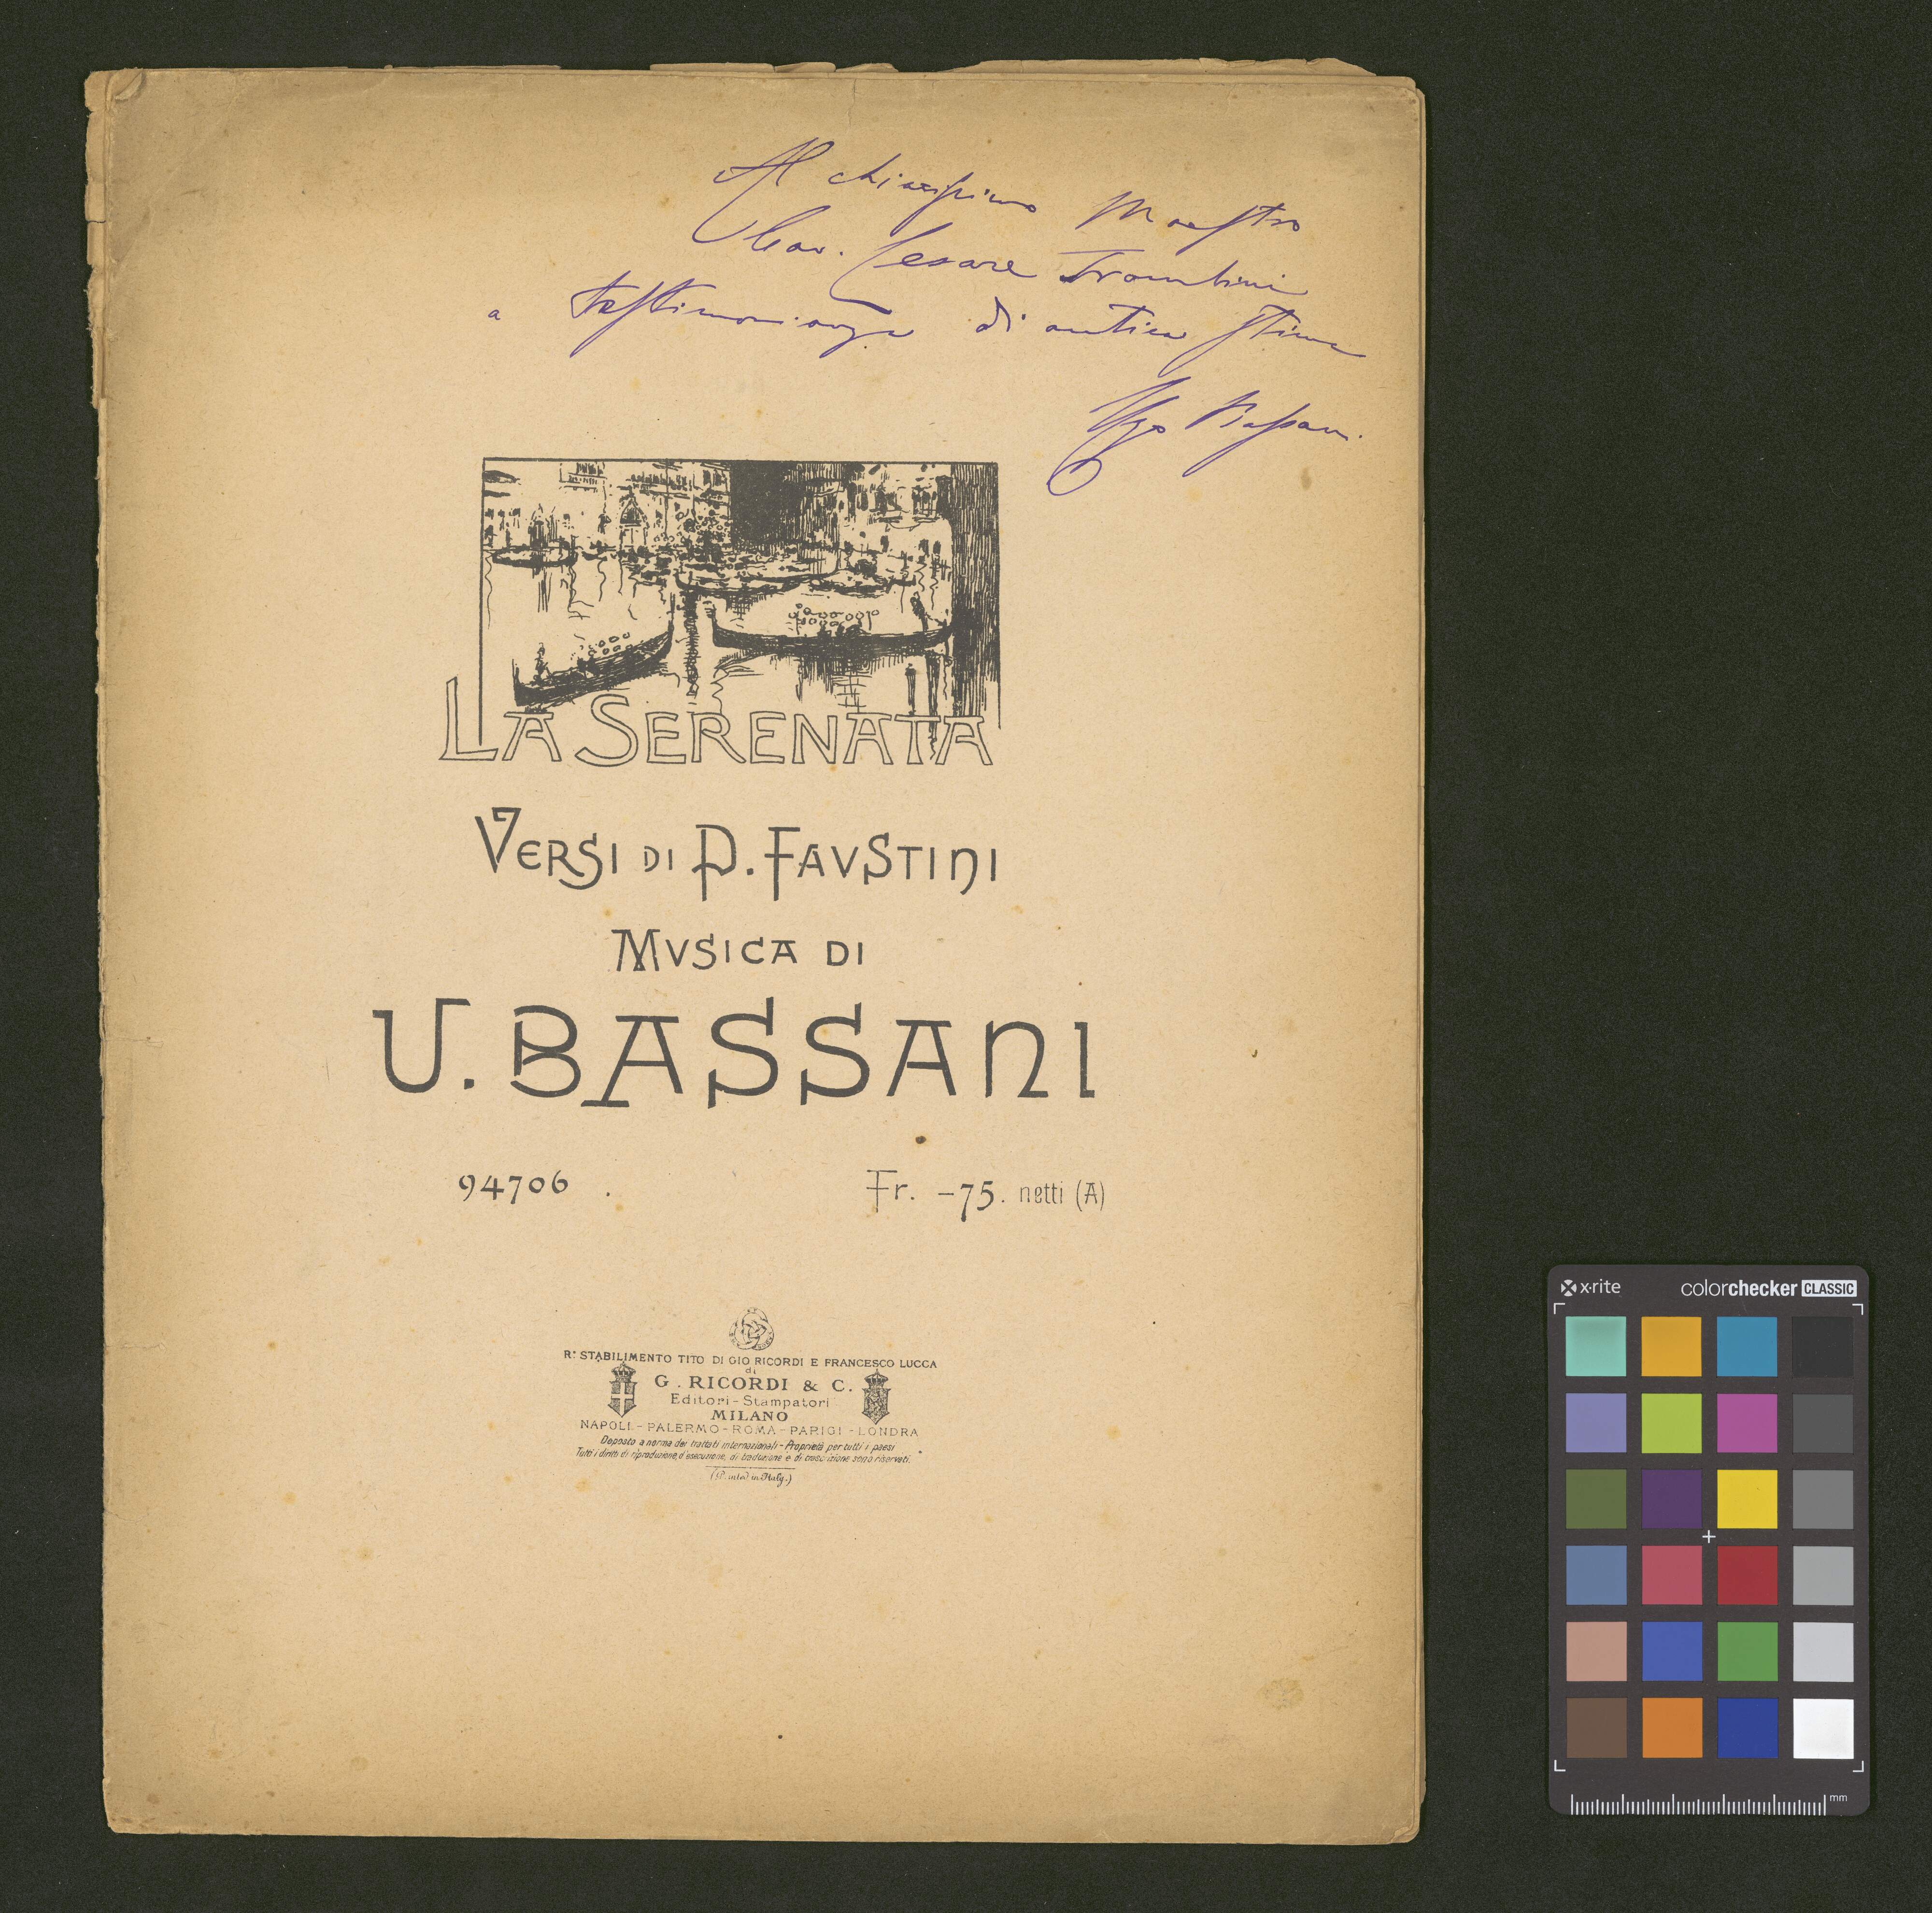 Al chiarissimo Maestro
Cav. Cesare Trombini
a testimonianza di antica stima
Ugo Bassani.
LA SERENATA
VERSI DI P. FAVSTINI
MVSICA DI
U. BASSANI
94706
Fr. -75. netti (A)
R.º STABILIMENTO TITO DI GIO RICORDI E FRANCESCO LUCCA
di
G. RICORDI & C.
Editori-Stampatori
MILANO
NAPOLI - PALERMO - ROMA - PARIGI - LONDRA
Deposto a norma dei trattati internazionali - Proprietà per tutti i paesi
Tutti i diritti di riproduzione, d'esecuzione, di traduzione e di trascrizione sono riservati.
(Printed in Italy.)
x·rite colorchecker CLASSIC
mm